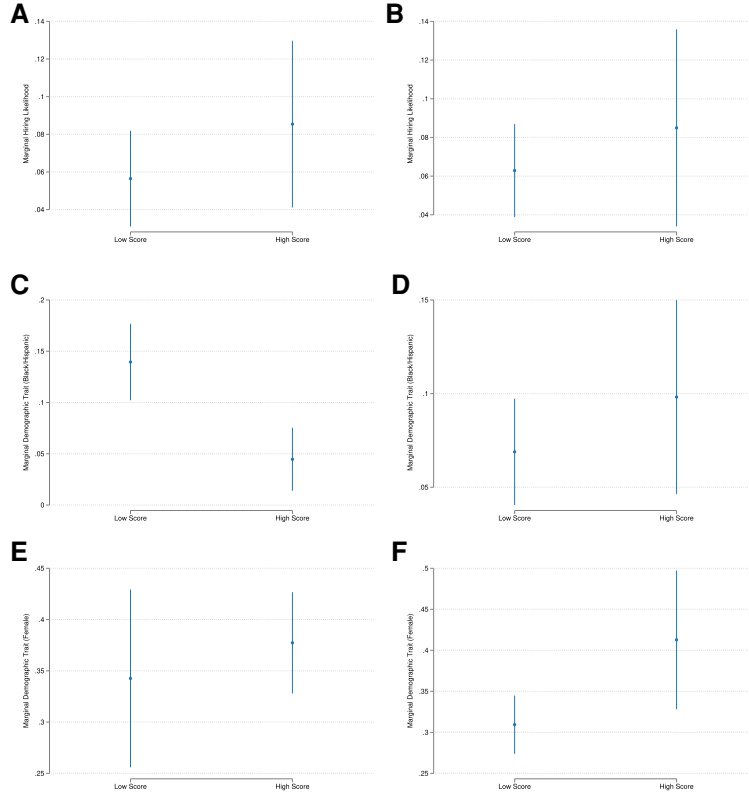 A
Marginal Hiring Likelihood
.14
.12
.1
.08
.06
.04
Low Score
High Score
B
Marginal Hiring Likelihood
.14
.12
.1
.08
.06
.04
Low Score
High Score
C
Marginal Demographic Trait (Black/Hispanic)
.2
.15
.1
.05
0
Low Score
High Score
D
Marginal Demographic Trait (Black/Hispanic)
.15
.1
.05
Low Score
High Score
E
Marginal Demographic Trait (Female)
.45
.4
.35
.3
.25
Low Score
High Score
F
Marginal Demographic Trait (Female)
.5
.45
.4
.35
.3
.25
Low Score
High Score